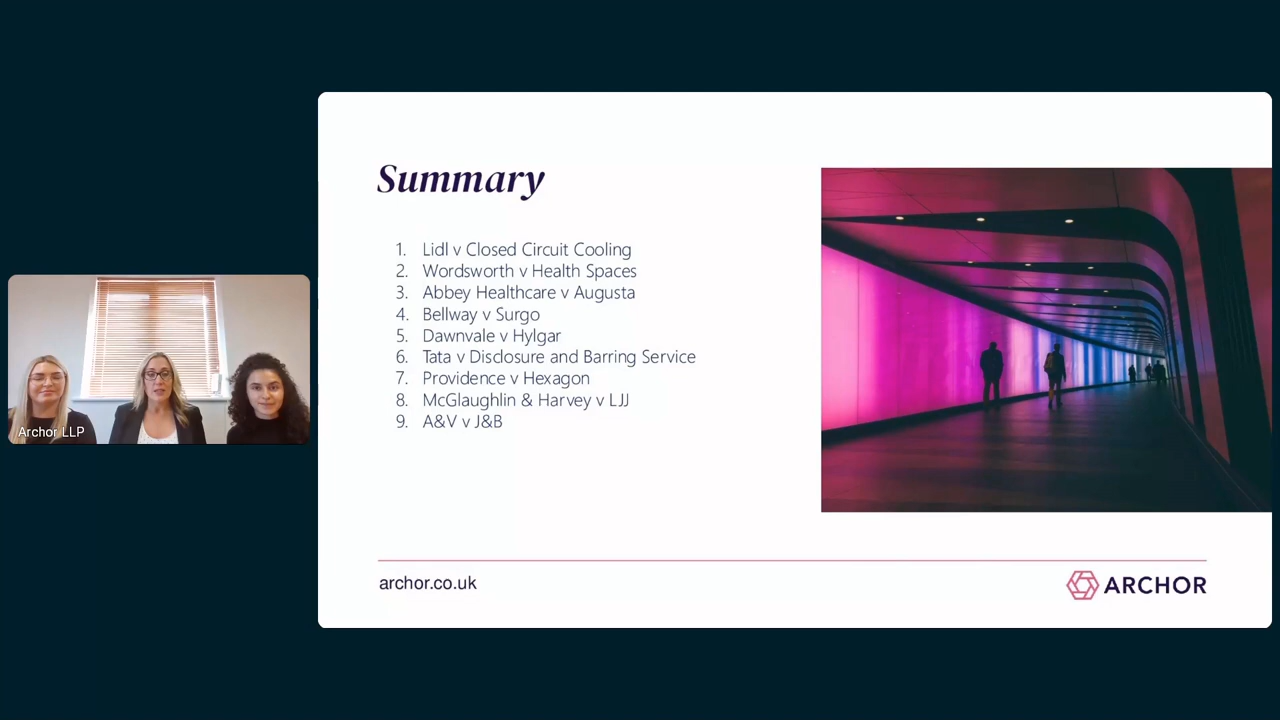 Summary
1. Lidl v Closed Circuit Cooling
2. Wordsworth v Health Spaces
3. Abbey Healthcare v Augusta
4. Bellway v Surgo
5. Dawnvale v Hylgar
6. Tata v Disclosure and Barring Service
7. Providence v Hexagon
8. McGlaughlin & Harvey v LJJ
9. A&V v J&B
Archor LLP
archor.co.uk
ARCHOR